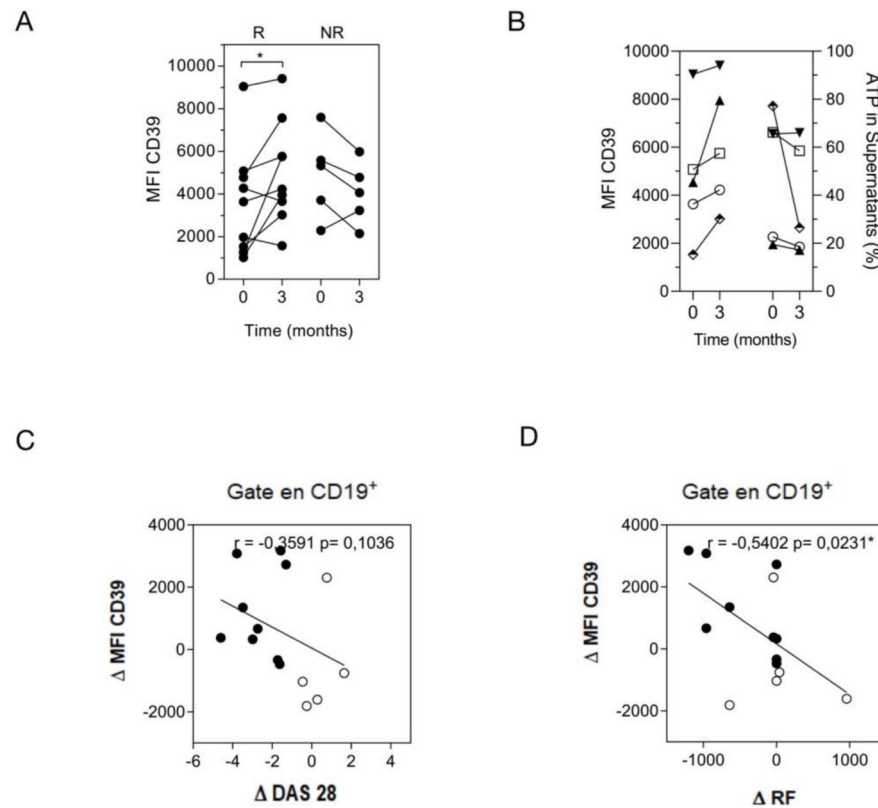 A
R NR
*
MFI CD39
10000
8000
6000
4000
2000
0
0 3 0 3
Time (months)
B
MFI CD39
10000
8000
6000
4000
2000
0
100
80
60
40
20
0
ATP in Supernatants (%)
0 3 0 3
Time (months)
C
Gate en CD19+
r = -0,3591 p= 0,1036
Δ MFI CD39
4000
2000
0
-2000
-6 -4 -2 0 2 4
Δ DAS 28
D
Gate en CD19+
r = -0,5402 p= 0,0231*
Δ MFI CD39
4000
2000
0
-2000
-1000 0 1000
Δ RF